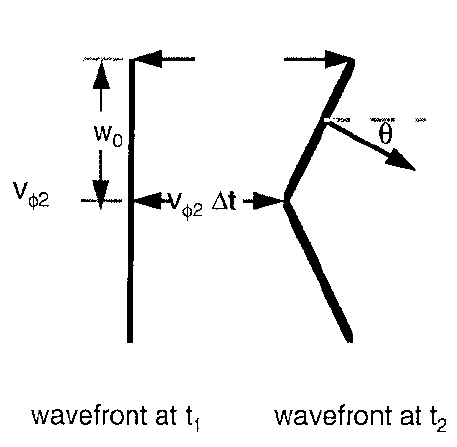 w₀
θ
vᵩ₂
vᵩ₂ Δt
wavefront at t₁
wavefront at t₂